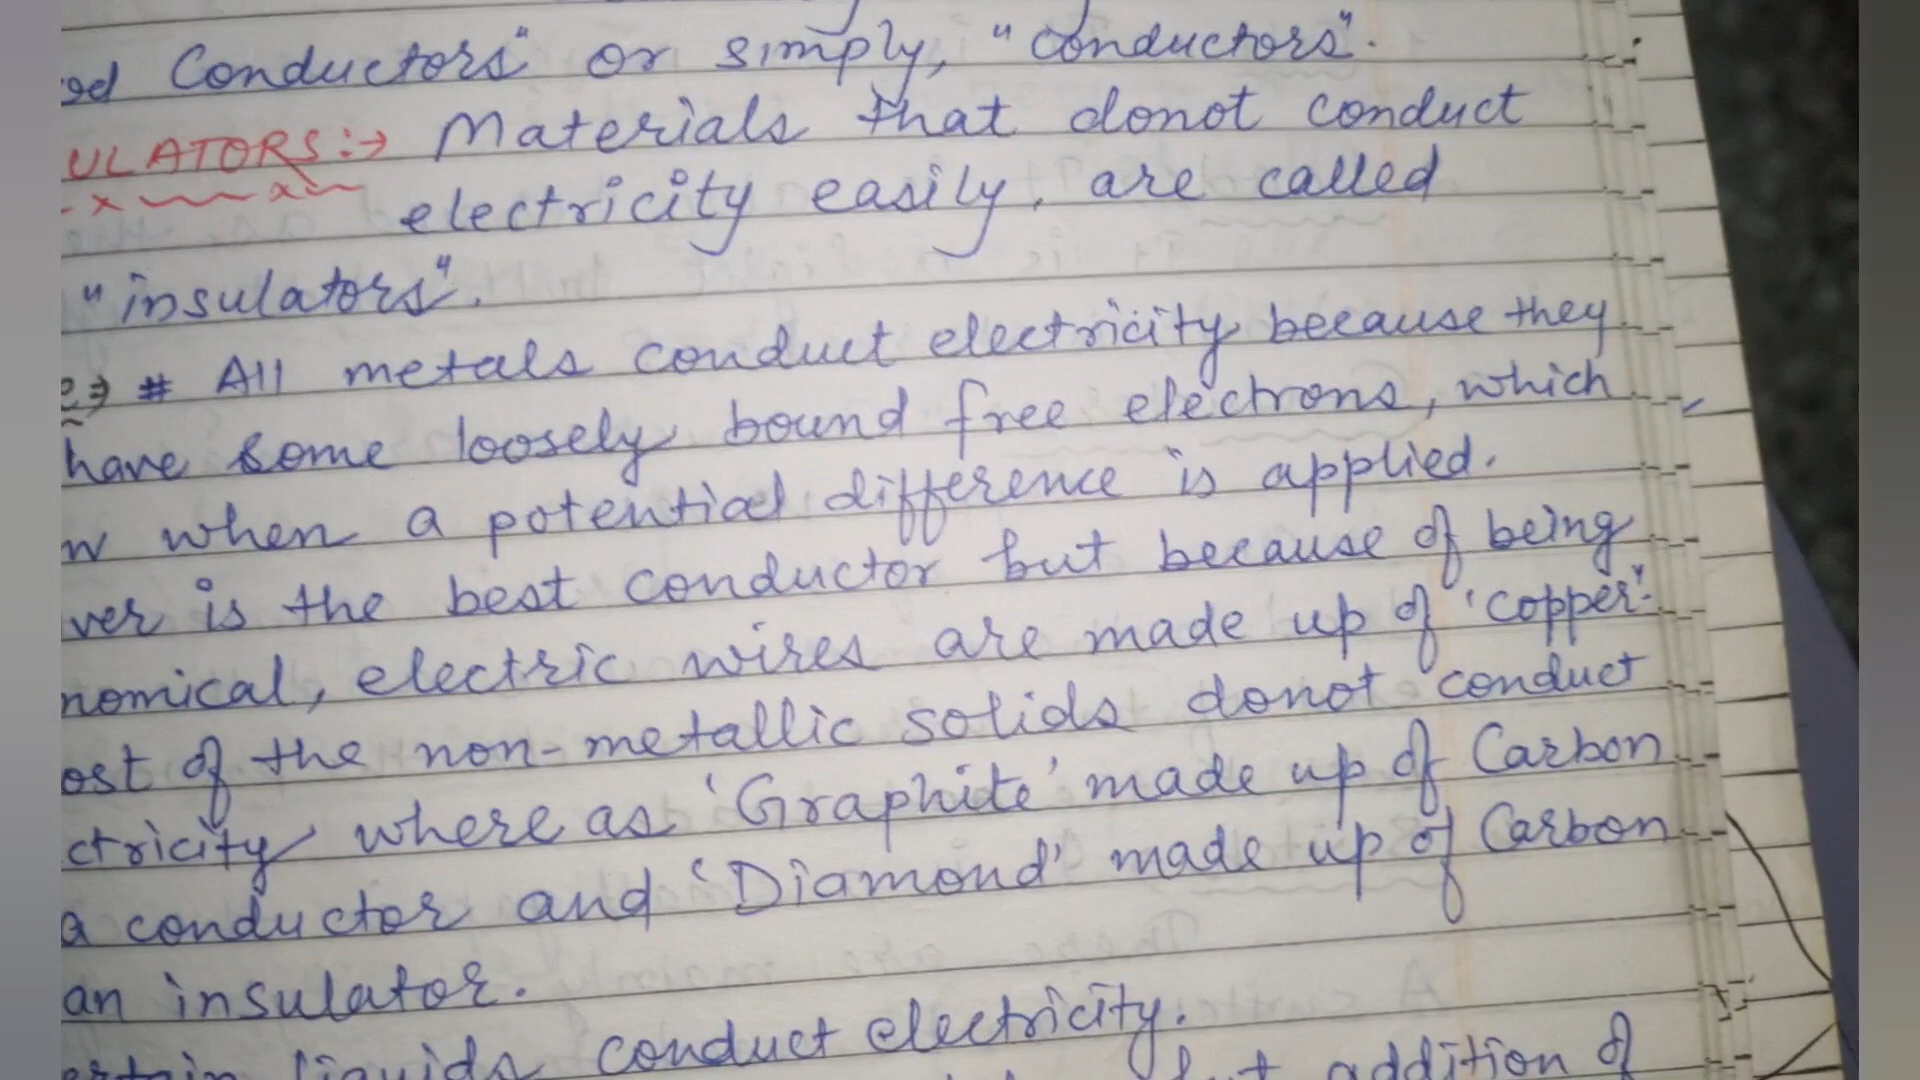 ed Conductors" or simply, "conductors".
ULATORS:→ Materials that donot conduct
electricity easily, are called
"insulators".
# All metals conduct electricity because they
have some loosely bound free electrons, which
w when a potential difference is applied.
ver is the best conductor but because of being
nomical, electric wires are made up of 'copper'.
ost of the non-metallic solids donot conduct
ctricity where as 'Graphite' made up of Carbon
a conductor and 'Diamond' made up of Carbon
an insulator.
ertain liquids conduct electricity.
addition of